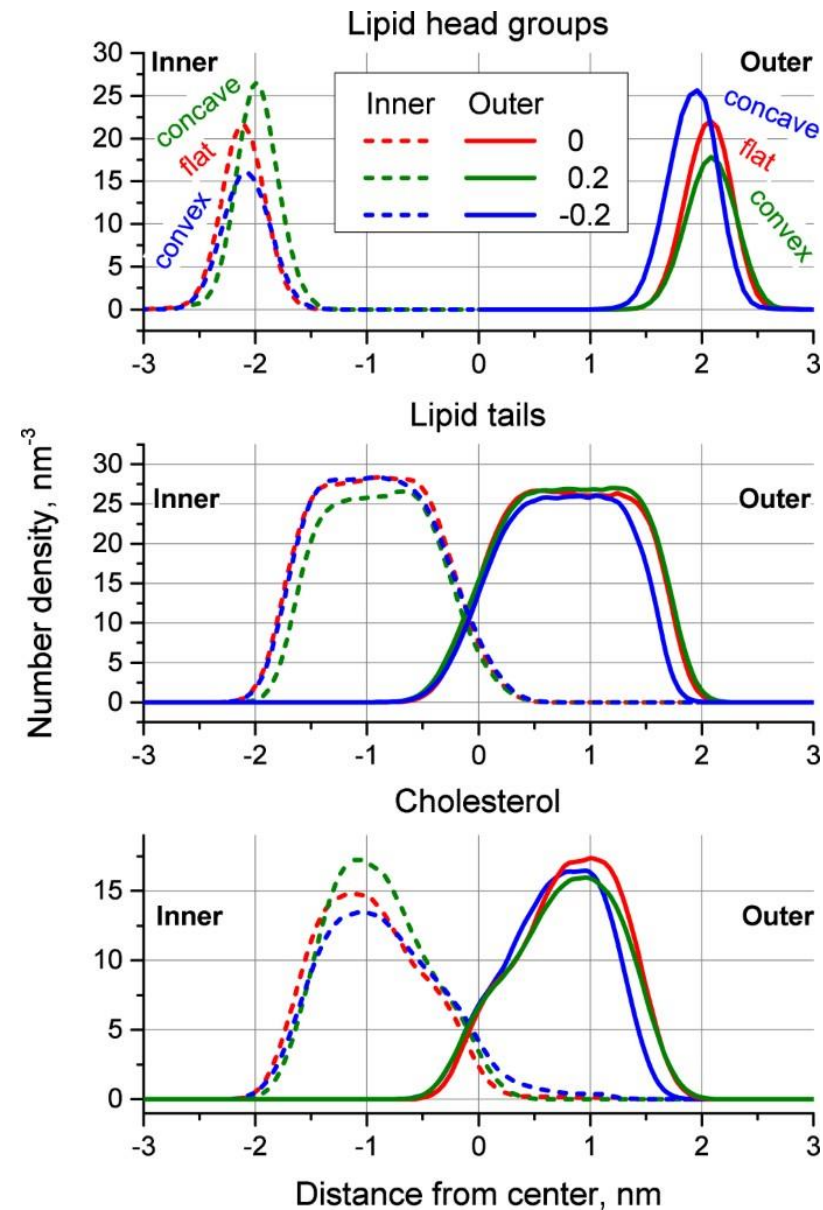 Lipid head groups
30
25
20
15
10
5
0
Inner
Outer
concave
flat
convex
Inner Outer
0
0.2
-0.2
concave
flat
convex
-3 -2 -1 0 1 2 3
Lipid tails
30
25
20
15
10
5
0
Inner
Outer
-3 -2 -1 0 1 2 3
Number density, nm⁻³
Cholesterol
15
10
5
0
Inner
Outer
-3 -2 -1 0 1 2 3
Distance from center, nm